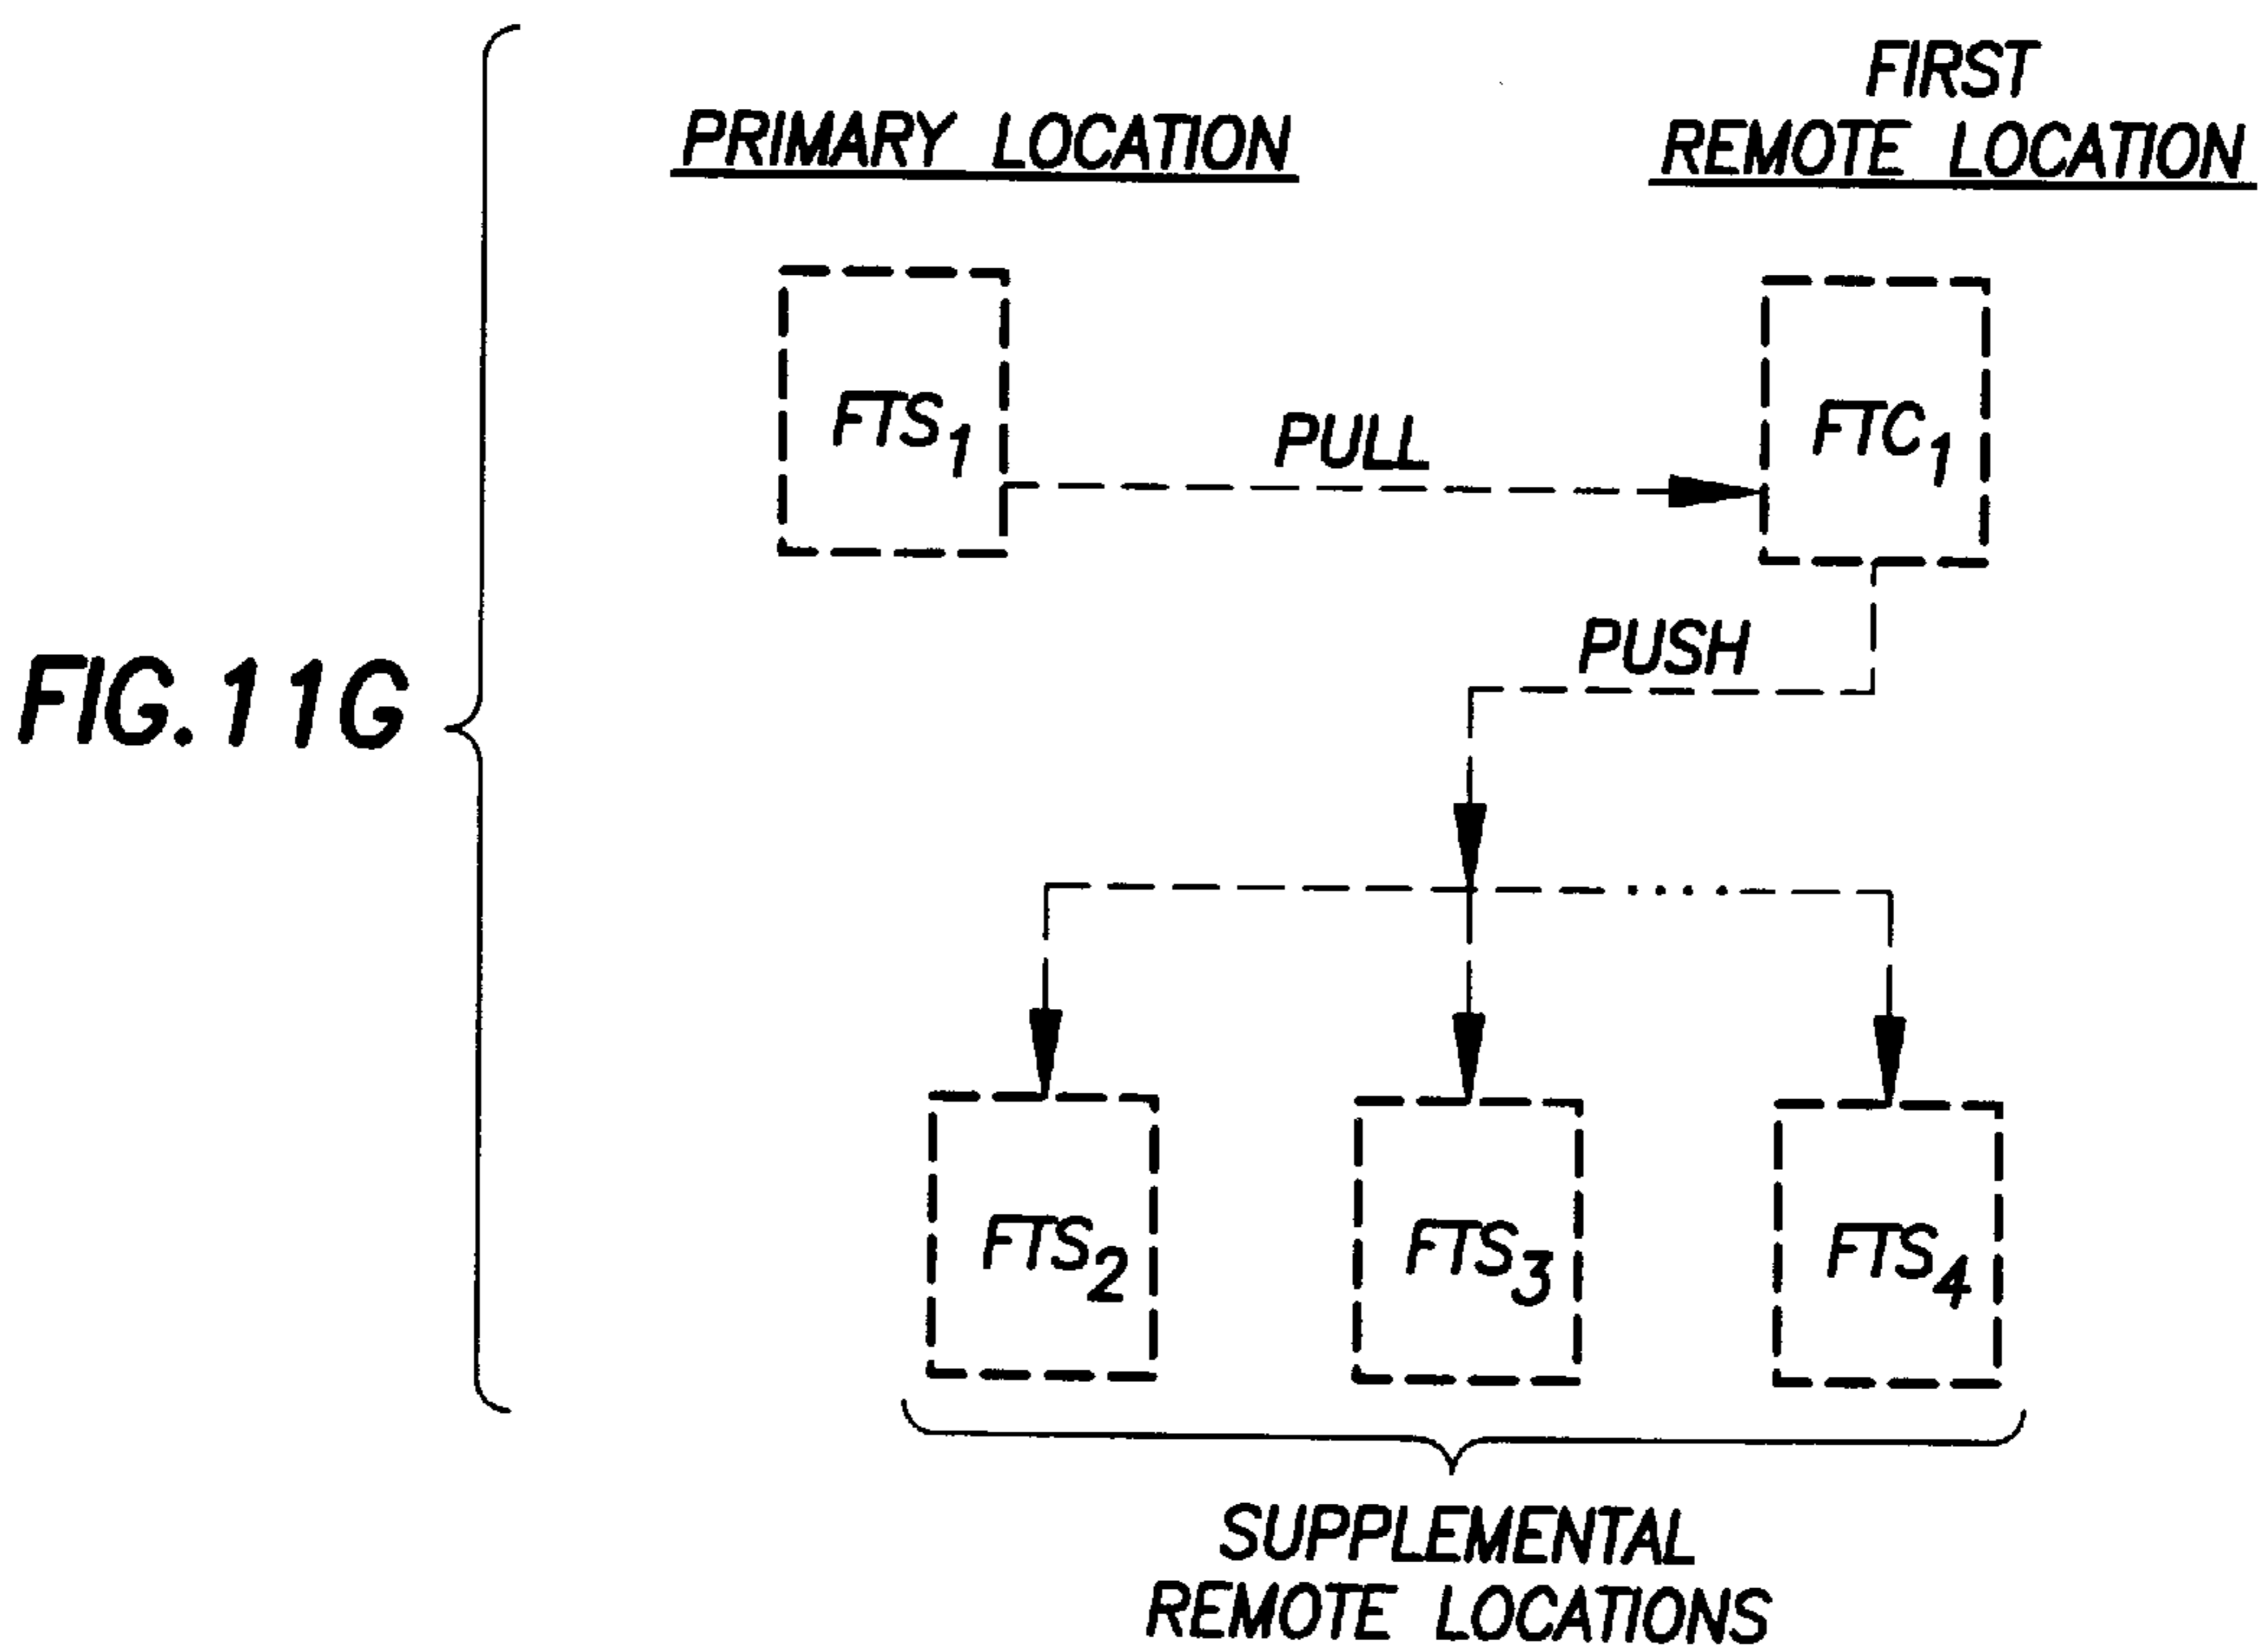 FIRST
PRIMARY LOCATION
REMOTE LOCATION
FTS1
FTC1
PULL
PUSH
FIG. 11G
FTS2
FTS3
FTS4
SUPPLEMENTAL
REMOTE LOCATIONS